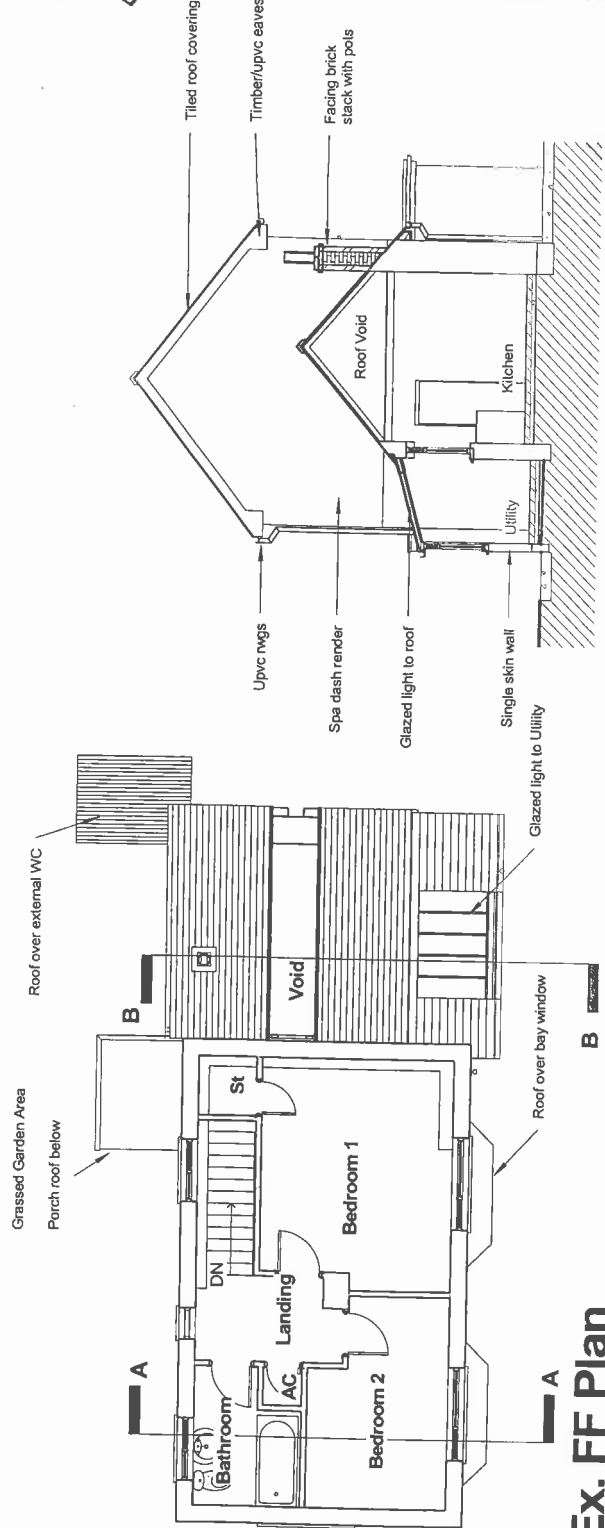 Tiled roof covering
Timber/upvc eaves
Facing brick
stack with pols
Roof Void
Kitchen
Utility
Upvc rwgs
Spa dash render
Glazed light to roof
Single skin wall
Glazed light to Utility
Roof over external WC
B
Void
B
Roof over bay window
Grassed Garden Area
Porch roof below
St
Bedroom 1
DN
Landing
A
AC
Bathroom
Bedroom 2
A
Ex. FF Plan